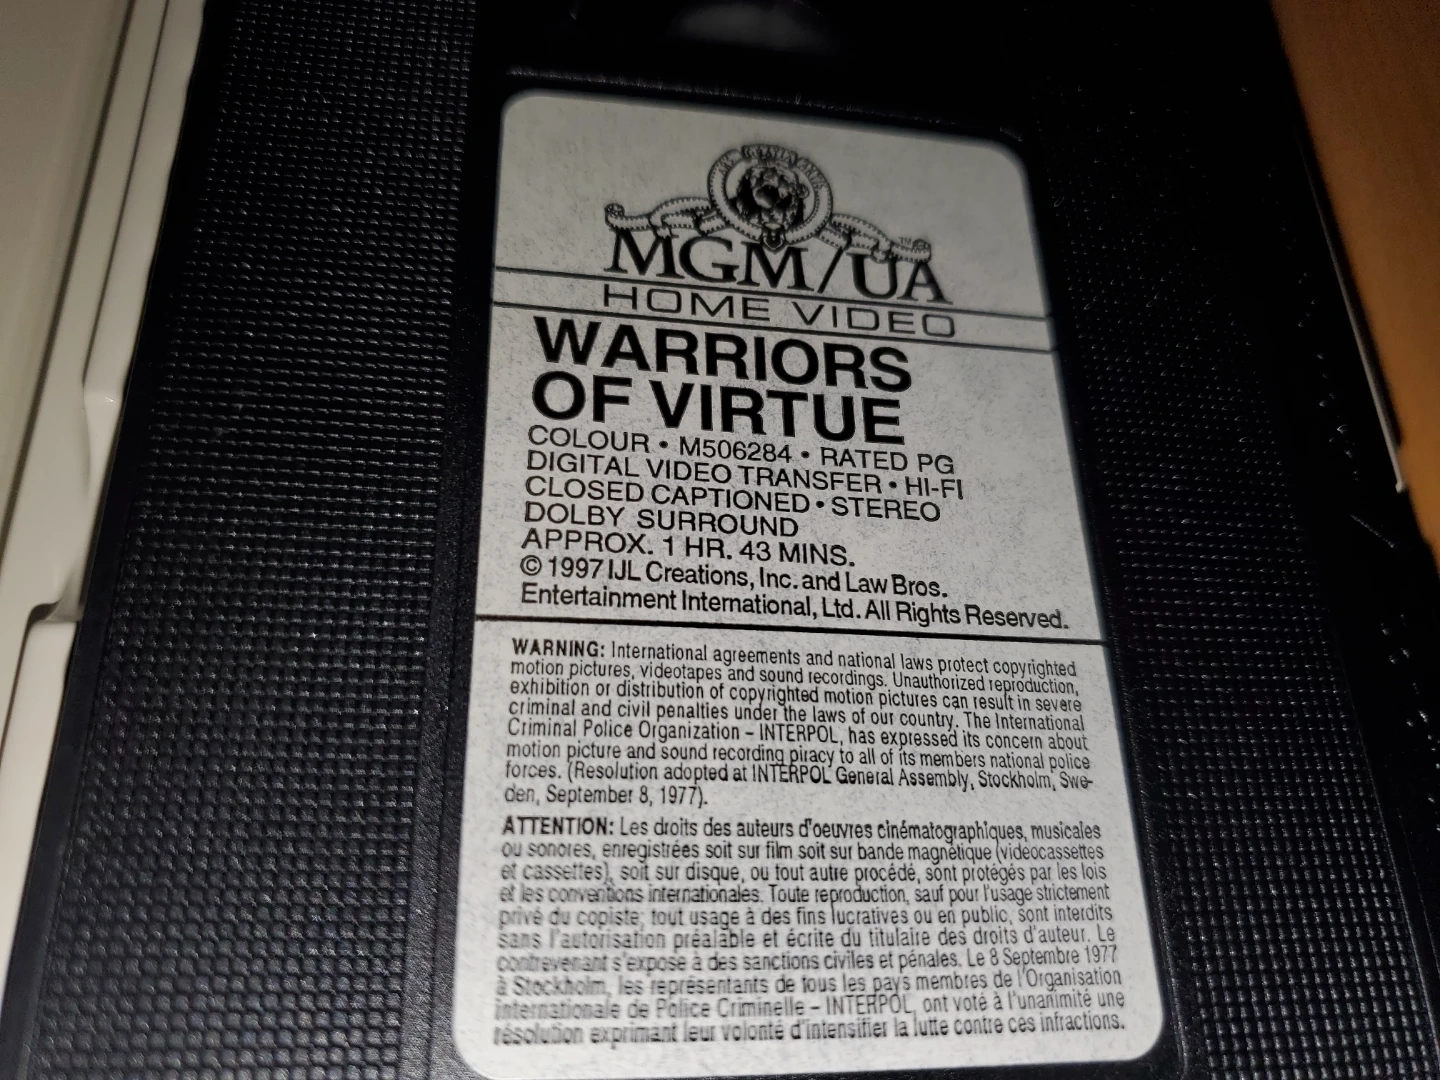 MGM/UA
TM
HOME VIDEO
WARRIORS
OF VIRTUE
COLOUR • M506284 • RATED PG
DIGITAL VIDEO TRANSFER • HI-FI
CLOSED CAPTIONED • STEREO
DOLBY SURROUND
APPROX. 1 HR. 43 MINS.
© 1997 IJL Creations, Inc. and Law Bros.
Entertainment International, Ltd. All Rights Reserved.
WARNING: International agreements and national laws protect copyrighted
motion pictures, videotapes and sound recordings. Unauthorized reproduction,
exhibition or distribution of copyrighted motion pictures can result in severe
criminal and civil penalties under the laws of our country. The International
Criminal Police Organization – INTERPOL, has expressed its concern about
motion picture and sound recording piracy to all of its members national police
forces. (Resolution adopted at INTERPOL General Assembly, Stockholm, Swe-
den, September 8, 1977).
ATTENTION: Les droits des auteurs d'oeuvres cinématographiques, musicales
ou sonores, enregistrées soit sur film soit sur bande magnétique (videocassettes
et cassettes), soit sur disque, ou tout autre procédé, sont protégés par les lois
et les conventions internationales. Toute reproduction, sauf pour l'usage strictement
privé du copiste; tout usage à des fins lucratives ou en public, sont interdits
sans l'autorisation préalable et écrite du titulaire des droits d'auteur. Le
contrevenant s'expose à des sanctions civiles et pénales. Le 8 Septembre 1977
à Stockholm, les représentants de tous les pays membres de l'Organisation
internationale de Police Criminelle – INTERPOL, ont voté à l'unanimité une
résolution exprimant leur volonté d'intensifier la lutte contre ces infractions.